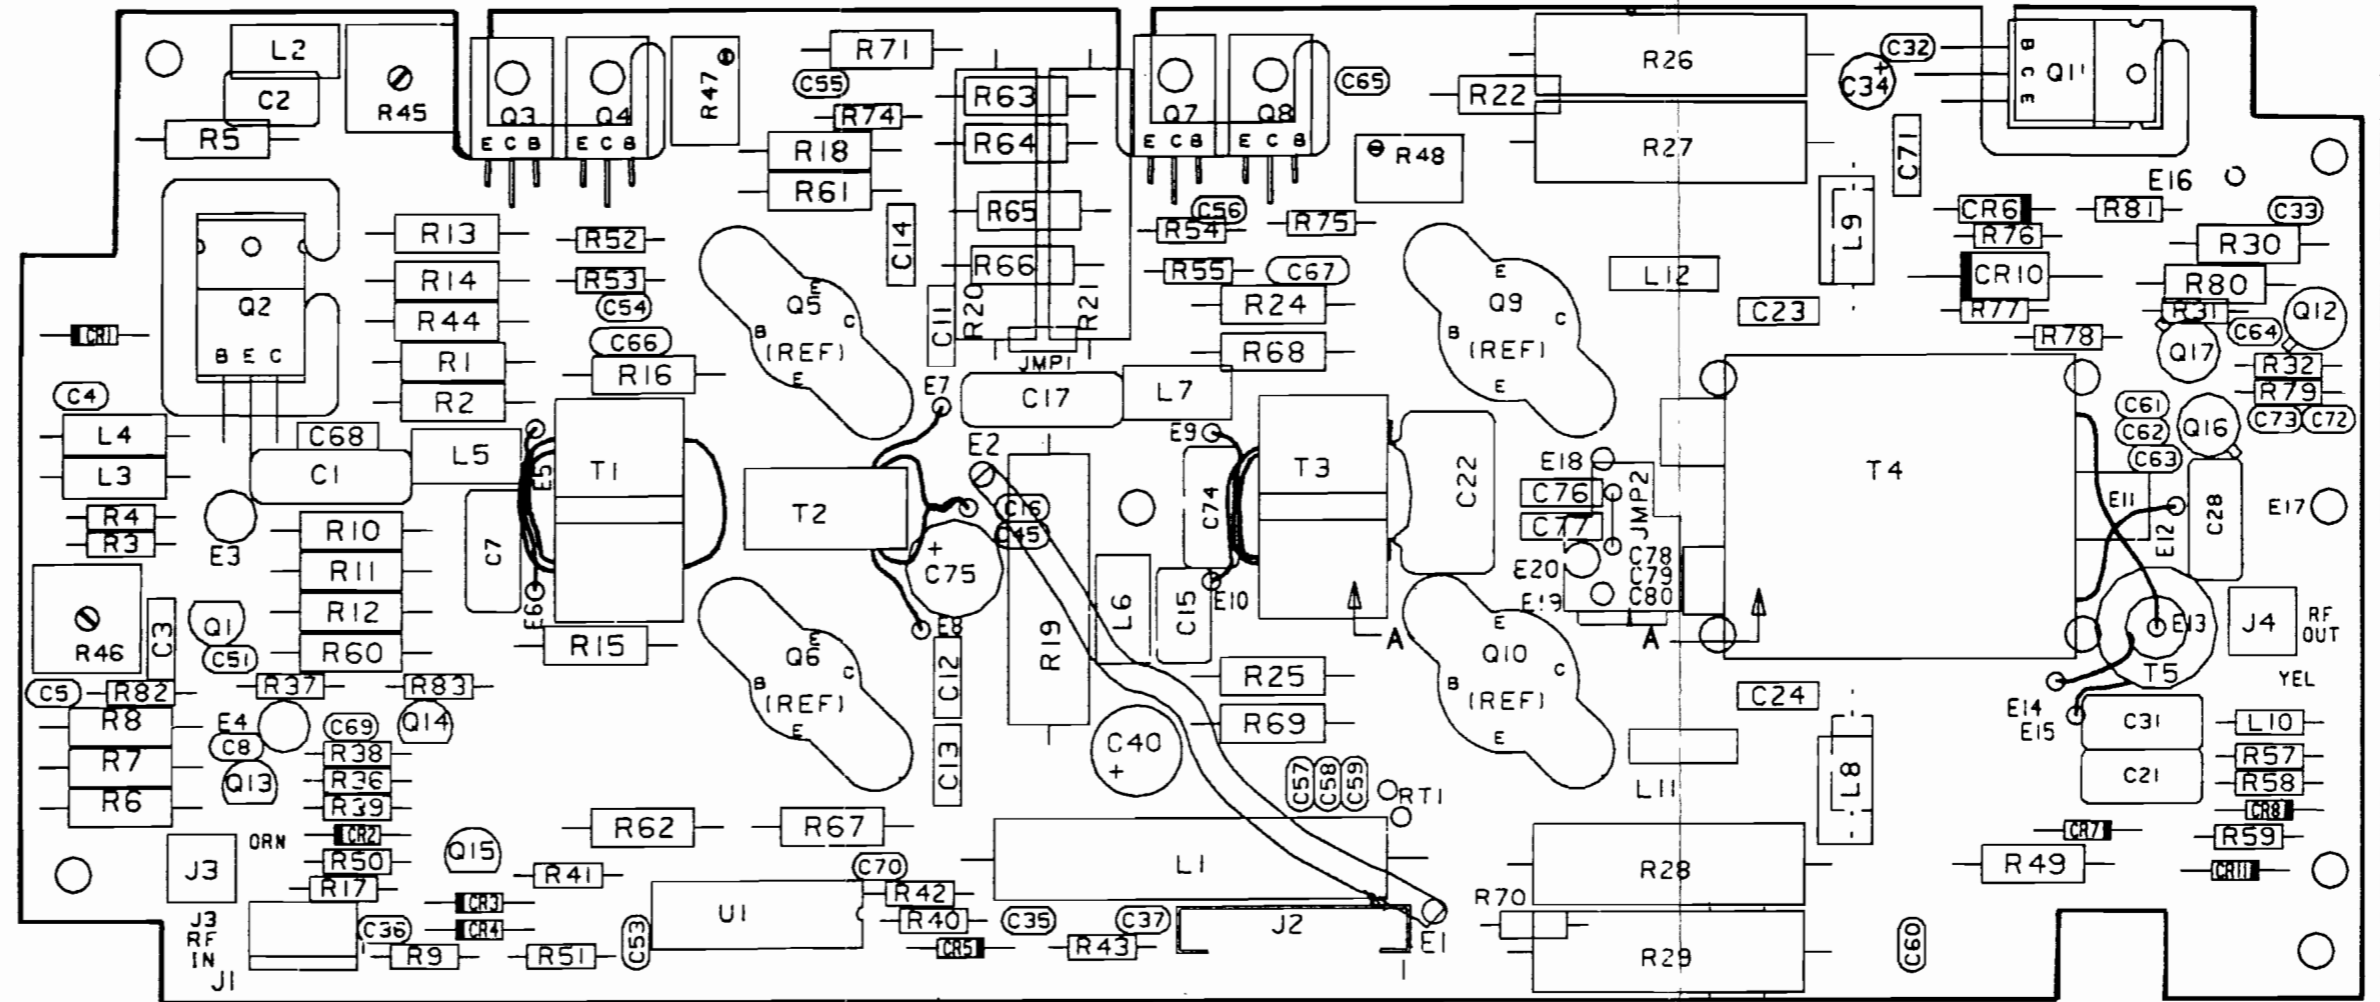 L2
R45
R47
R71
R26
C32
C2
Q3
Q4
C55
R63
Q7
Q8
C65
R22
+
C34
B
C
E
Q11
R5
E C B
E C B
R74
R64
E C B
E C B
R48
R27
C71
R18
R61
E16
R13
R52
C14
R65
C56
R54
R75
L9
CR6
R81
C33
R76
R30
R14
R53
Q5
E
B
C
(REF)
E
R66
R55
C67
E
Q9
B
C
(REF)
E
L12
CR10
R80
Q2
C54
C11
R20
R21
R24
C23
R77
R31
Q12
R44
CR1
C66
R68
R78
C64
Q17
B E C
R1
R16
JMP1
R32
C4
R2
E7
C17
L7
R79
C61
C73
C72
L4
C68
L5
E5
T1
E2
E9
T3
C22
E18
T4
C62
Q16
C63
L3
C1
C76
JMP2
E11
R4
R10
C7
T2
C16
C74
C77
E12
C28
E17
R3
E3
C45
R11
+
C75
C78
C79
C80
E20
R12
E6
E8
L6
C15
E10
E19
R46
C3
Q1
R60
R15
R19
A
A
E13
J4
RF
OUT
C51
Q6
E
B
C
(REF)
E
C12
R25
E
Q10
B
C
(REF)
E
T5
YEL
C5
R82
R37
R83
C24
E14
R8
E4
C69
Q14
R69
E15
C31
L10
C8
R38
C13
C40
+
R7
Q13
R36
C57
C58
C59
RT1
L11
L8
C21
R57
R58
R6
R39
CR8
ORN
CR2
R62
R67
CR7
R59
J3
R50
Q15
R41
C70
L1
R28
R49
CR11
R17
CR3
R42
R70
J3
RF
IN
C36
CR4
U1
R40
C35
C37
J2
E1
J1
R9
R51
C53
CR5
R43
1
R29
C60